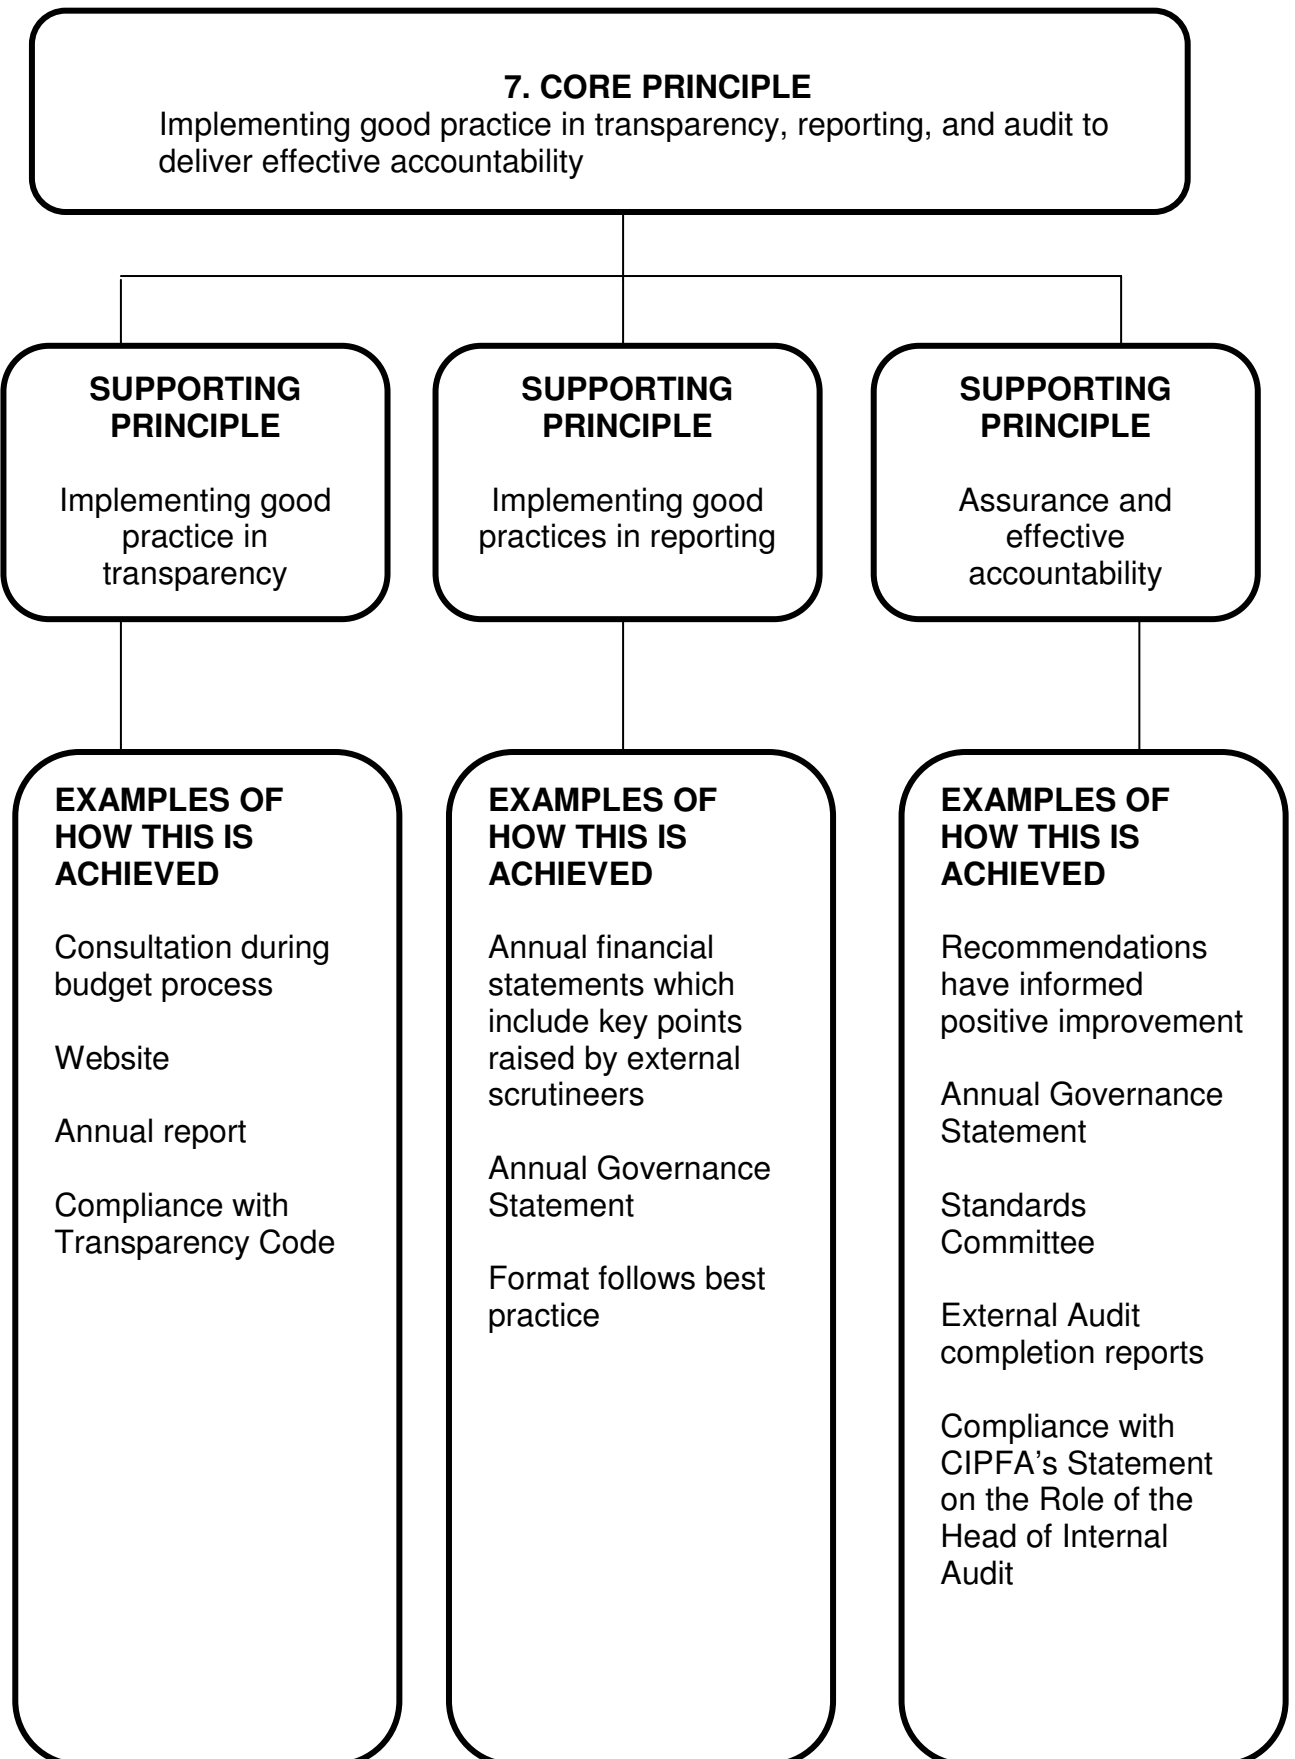 7. CORE PRINCIPLE
Implementing good practice in transparency, reporting, and audit to
deliver effective accountability
SUPPORTING
PRINCIPLE
Implementing good
practice in
transparency
SUPPORTING
PRINCIPLE
Implementing good
practices in reporting
SUPPORTING
PRINCIPLE
Assurance and
effective
accountability
EXAMPLES OF
HOW THIS IS
ACHIEVED
Consultation during
budget process
Website
Annual report
Compliance with
Transparency Code
EXAMPLES OF
HOW THIS IS
ACHIEVED
Annual financial
statements which
include key points
raised by external
scrutineers
Annual Governance
Statement
Format follows best
practice
EXAMPLES OF
HOW THIS IS
ACHIEVED
Recommendations
have informed
positive improvement
Annual Governance
Statement
Standards
Committee
External Audit
completion reports
Compliance with
CIPFA’s Statement
on the Role of the
Head of Internal
Audit